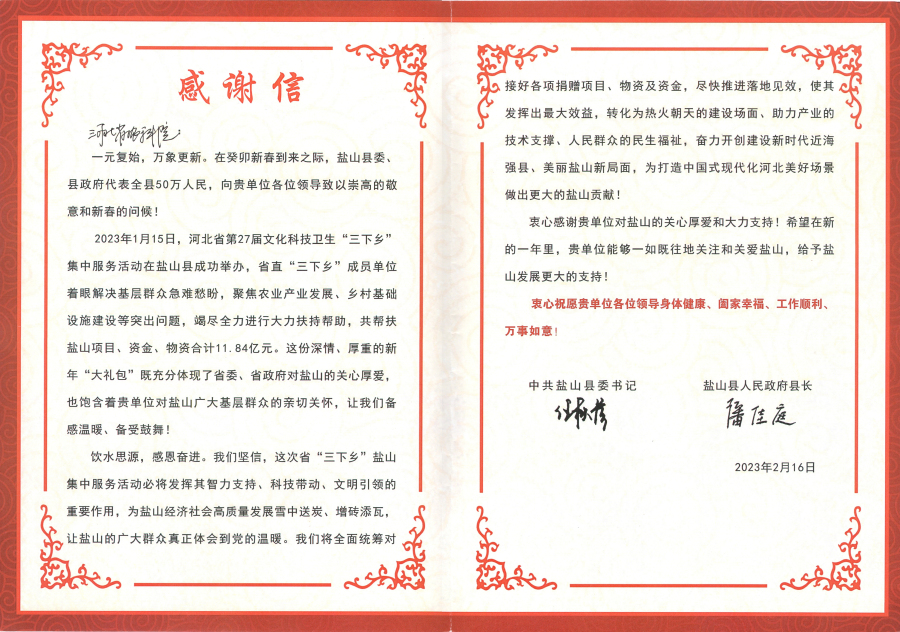 感谢信
河北省农科院：
一元复始，万象更新。在癸卯新春到来之际，盐山县委、
县政府代表全县50万人民，向贵单位各位领导致以崇高的敬
意和新春的问候！
2023年1月15日，河北省第27届文化科技卫生“三下乡”
集中服务活动在盐山县成功举办，省直“三下乡”成员单位
着眼解决基层群众急难愁盼，聚焦农业产业发展、乡村基础
设施建设等突出问题，竭尽全力进行大力扶持帮助，共帮扶
盐山项目、资金、物资合计11.84亿元。这份深情、厚重的新
年“大礼包”既充分体现了省委、省政府对盐山的关心厚爱，
也饱含着贵单位对盐山广大基层群众的亲切关怀，让我们备
感温暖、备受鼓舞！
饮水思源，感恩奋进。我们坚信，这次省“三下乡”盐山
集中服务活动必将发挥其智力支持、科技带动、文明引领的
重要作用，为盐山经济社会高质量发展雪中送炭、增砖添瓦，
让盐山的广大群众真正体会到党的温暖。我们将全面统筹对
接好各项捐赠项目、物资及资金，尽快推进落地见效，使其
发挥出最大效益，转化为热火朝天的建设场面、助力产业的
技术支撑、人民群众的民生福祉，奋力开创建设新时代近海
强县、美丽盐山新局面，为打造中国式现代化河北美好场景
做出更大的盐山贡献！
衷心感谢贵单位对盐山的关心厚爱和大力支持！希望在新
的一年里，贵单位能够一如既往地关注和关爱盐山，给予盐
山发展更大的支持！
衷心祝愿贵单位各位领导身体健康、阖家幸福、工作顺利、
万事如意！
中共盐山县委书记
盐山县人民政府县长
潘佳庭
2023年2月16日